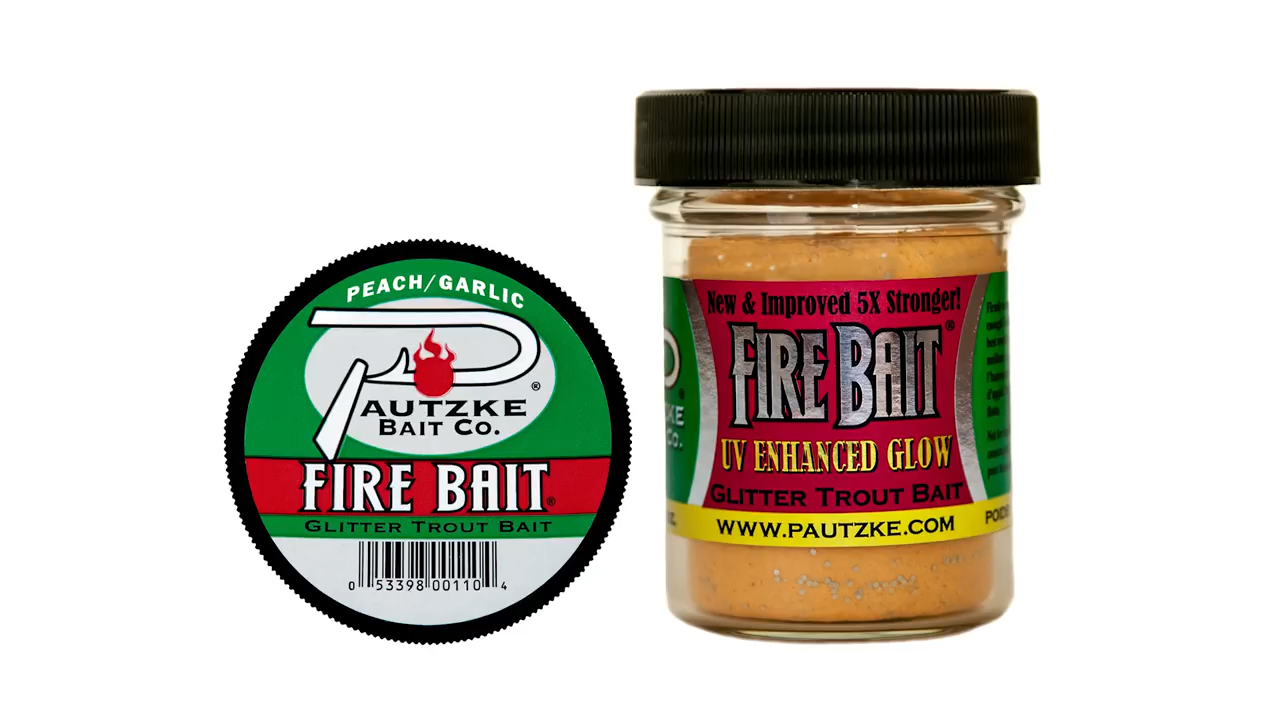 PEACH/GARLIC
PAUTZKE
BAIT CO.
®
FIRE BAIT®
GLITTER TROUT BAIT
0 53398 00110 4
New & Improved 5X Stronger!
FIRE BAIT®
UV ENHANCED GLOW
GLITTER TROUT BAIT
WWW.PAUTZKE.COM